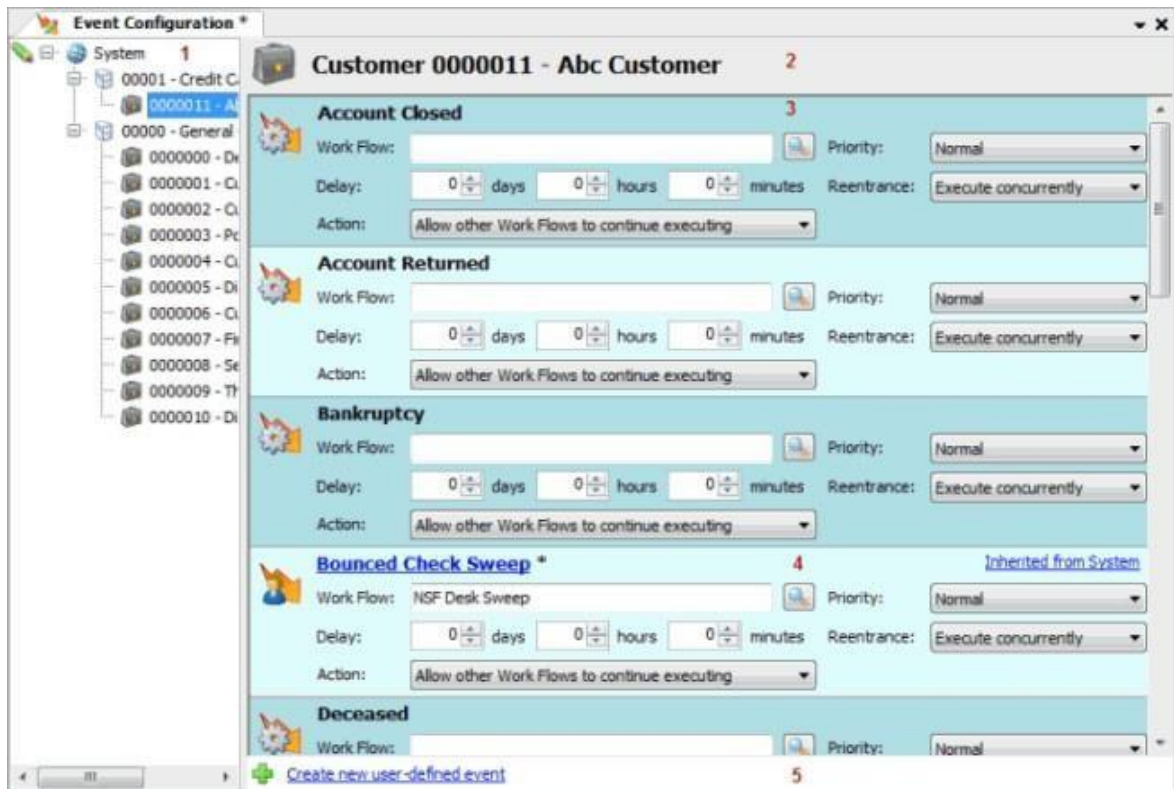 Event Configuration *
System 1
00001 - Credit C
0000011 - A
00000 - General
0000000 - De
0000001 - Cu
0000002 - Cu
0000003 - Po
0000004 - Cu
0000005 - Di
0000006 - Cu
0000007 - Fi
0000008 - Se
0000009 - Th
0000010 - Di
Customer 0000011 - Abc Customer 2
Account Closed 3
Work Flow: Priority: Normal
Delay: 0 days 0 hours 0 minutes Reentrance: Execute concurrently
Action: Allow other Work Flows to continue executing
Account Returned
Work Flow: Priority: Normal
Delay: 0 days 0 hours 0 minutes Reentrance: Execute concurrently
Action: Allow other Work Flows to continue executing
Bankruptcy
Work Flow: Priority: Normal
Delay: 0 days 0 hours 0 minutes Reentrance: Execute concurrently
Action: Allow other Work Flows to continue executing
Bounced Check Sweep * 4 Inherited from System
Work Flow: NSF Desk Sweep Priority: Normal
Delay: 0 days 0 hours 0 minutes Reentrance: Execute concurrently
Action: Allow other Work Flows to continue executing
Deceased
Work Flow: Priority: Normal
Create new user-defined event 5